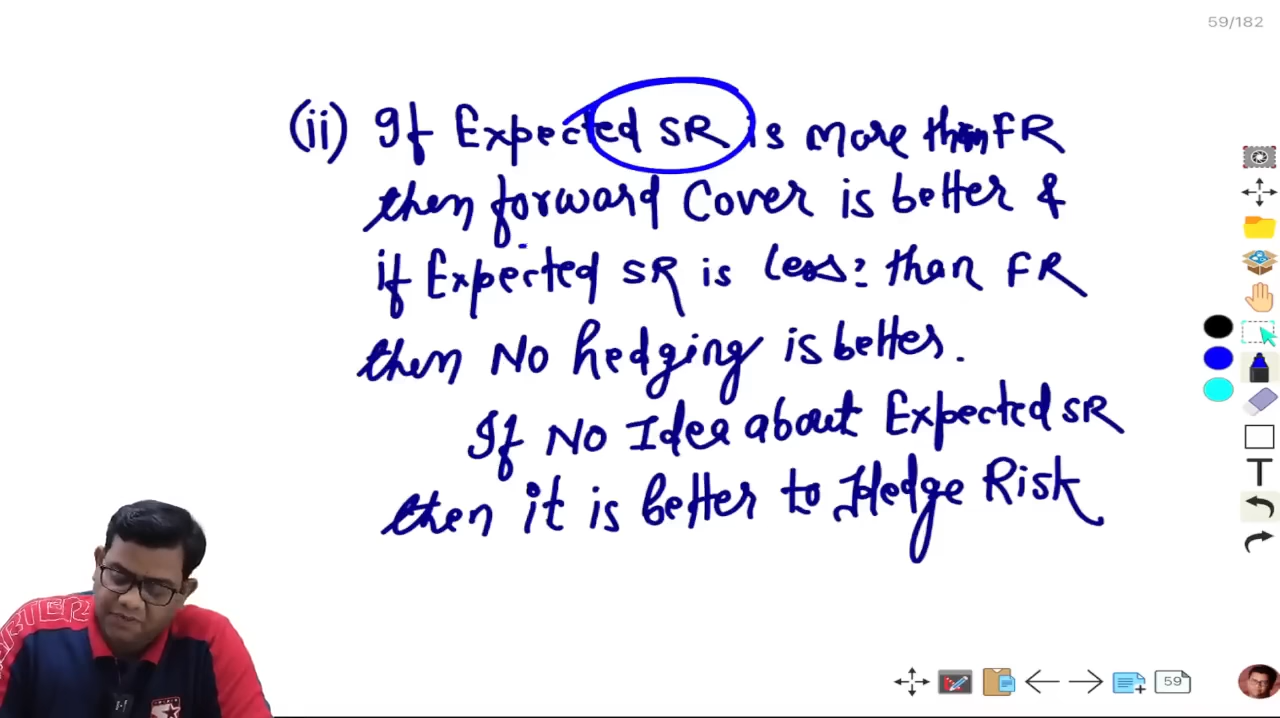 59/182
(ii) If Expected SR is more than FR
then forward Cover is better &
if Expected SR is less: than FR
then No hedging is better.
If No Idea about Expected SR
then it is better to Hedge Risk
T
59